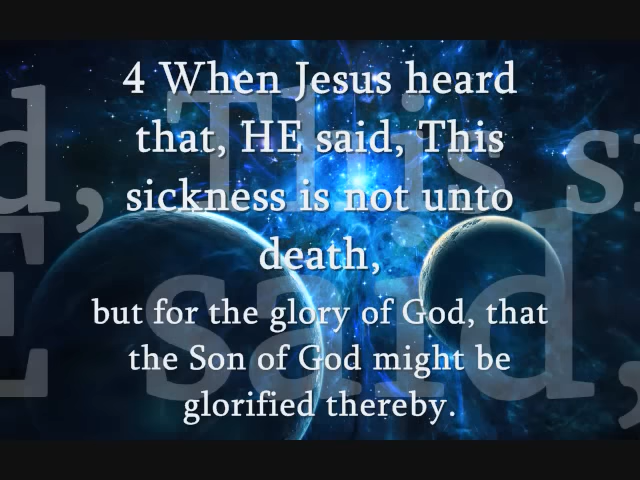 4 When Jesus heard
that, HE said, This
sickness is not unto
death,
but for the glory of God, that
the Son of God might be
glorified thereby.